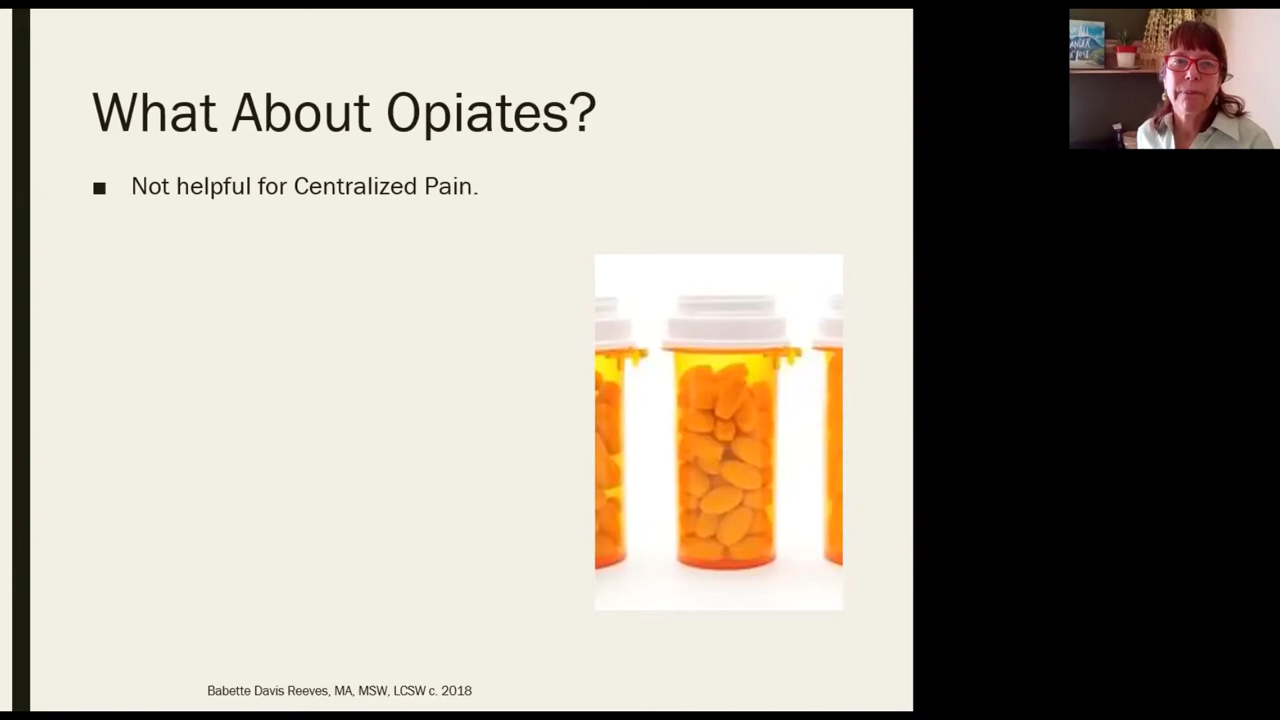 What About Opiates?
■ Not helpful for Centralized Pain.
Babette Davis Reeves, MA, MSW, LCSW c. 2018